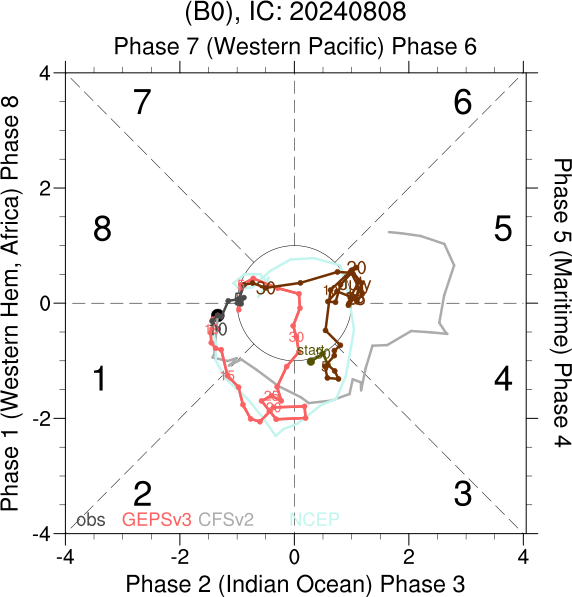 (B0), IC: 20240808
Phase 7 (Western Pacific) Phase 6
Phase 1 (Western Hem, Africa) Phase 8
Phase 5 (Maritime) Phase 4
4
2
0
-2
-4
7
6
8
5
1
4
2
3
30
20
30
start
15
obs GEPSv3 CFSv2 NCEP
-4 -2 0 2 4
Phase 2 (Indian Ocean) Phase 3